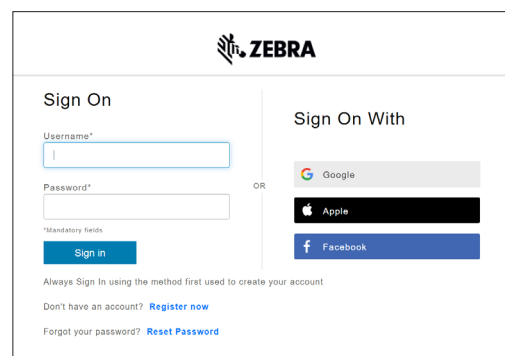 ZEBRA
Sign On
Username*
Password*
*Mandatory fields
Sign in
OR
Sign On With
Google
Apple
Facebook
Always Sign In using the method first used to create your account
Don't have an account? Register now
Forgot your password? Reset Password